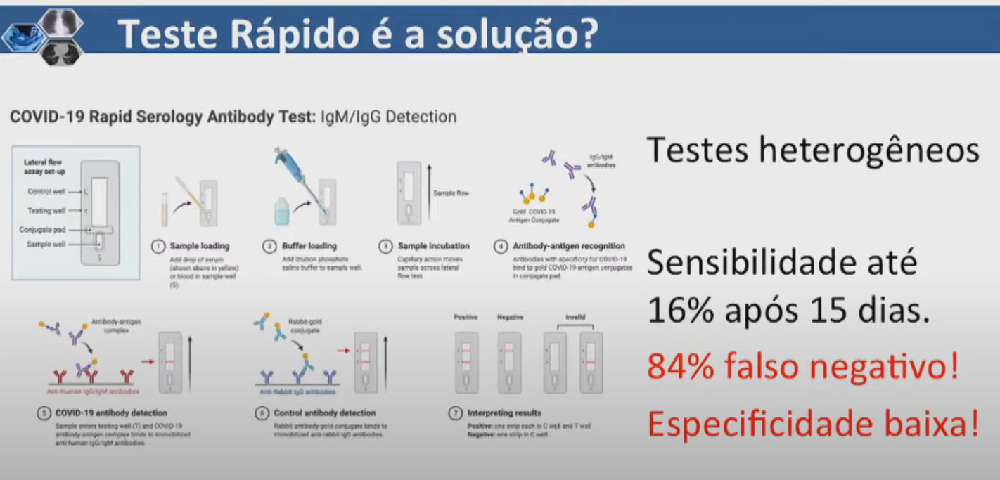 Teste Rápido é a solução?
COVID-19 Rapid Serology Antibody Test: IgM/IgG Detection
Lateral flow
assay set-up
Control well
C
Testing well
T
Conjugate pad
Sample well
S
1 Sample loading
Add drop of serum
(shown above in yellow)
or blood in sample well
(S).
2 Buffer loading
Add dilution phosphate
saline buffer to sample well.
Sample flow
3 Sample incubation
Capillary action moves
sample across lateral
flow test.
IgG/IgM
antibodies
Gold COVID-19
Antigen Conjugate
4 Antibody-antigen recognition
Antibodies with specificity for COVID-19
bind to gold COVID-19-antigen conjugates
in conjugate pad.
Antibody-antigen
complex
Anti-Human IgG/IgM antibodies
5 COVID-19 antibody detection
Sample enters testing well (T) and COVID-19
antibody-antigen complex binds to immobilized
anti-human IgG/IgM antibodies.
Rabbit-gold
conjugate
Anti-Rabbit IgG antibodies
6 Control antibody detection
Rabbit antibody-gold conjugate binds to
immobilized anti-rabbit IgG antibodies.
Positive
Negative
Invalid
7 Interpreting results
Positive: one strip each in C well and T well
Negative: one strip in C well
Testes heterogêneos
Sensibilidade até
16% após 15 dias.
84% falso negativo!
Especificidade baixa!